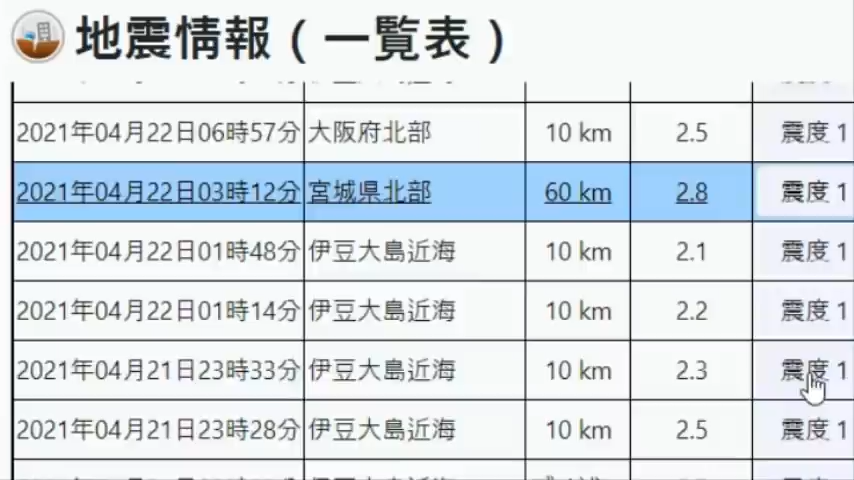 地震情報（一覧表）
2021年04月22日06時57分 大阪府北部 10 km 2.5 震度 1
2021年04月22日03時12分 宮城県北部 60 km 2.8 震度 1
2021年04月22日01時48分 伊豆大島近海 10 km 2.1 震度 1
2021年04月22日01時14分 伊豆大島近海 10 km 2.2 震度 1
2021年04月21日23時33分 伊豆大島近海 10 km 2.3 震度 1
2021年04月21日23時28分 伊豆大島近海 10 km 2.5 震度 1